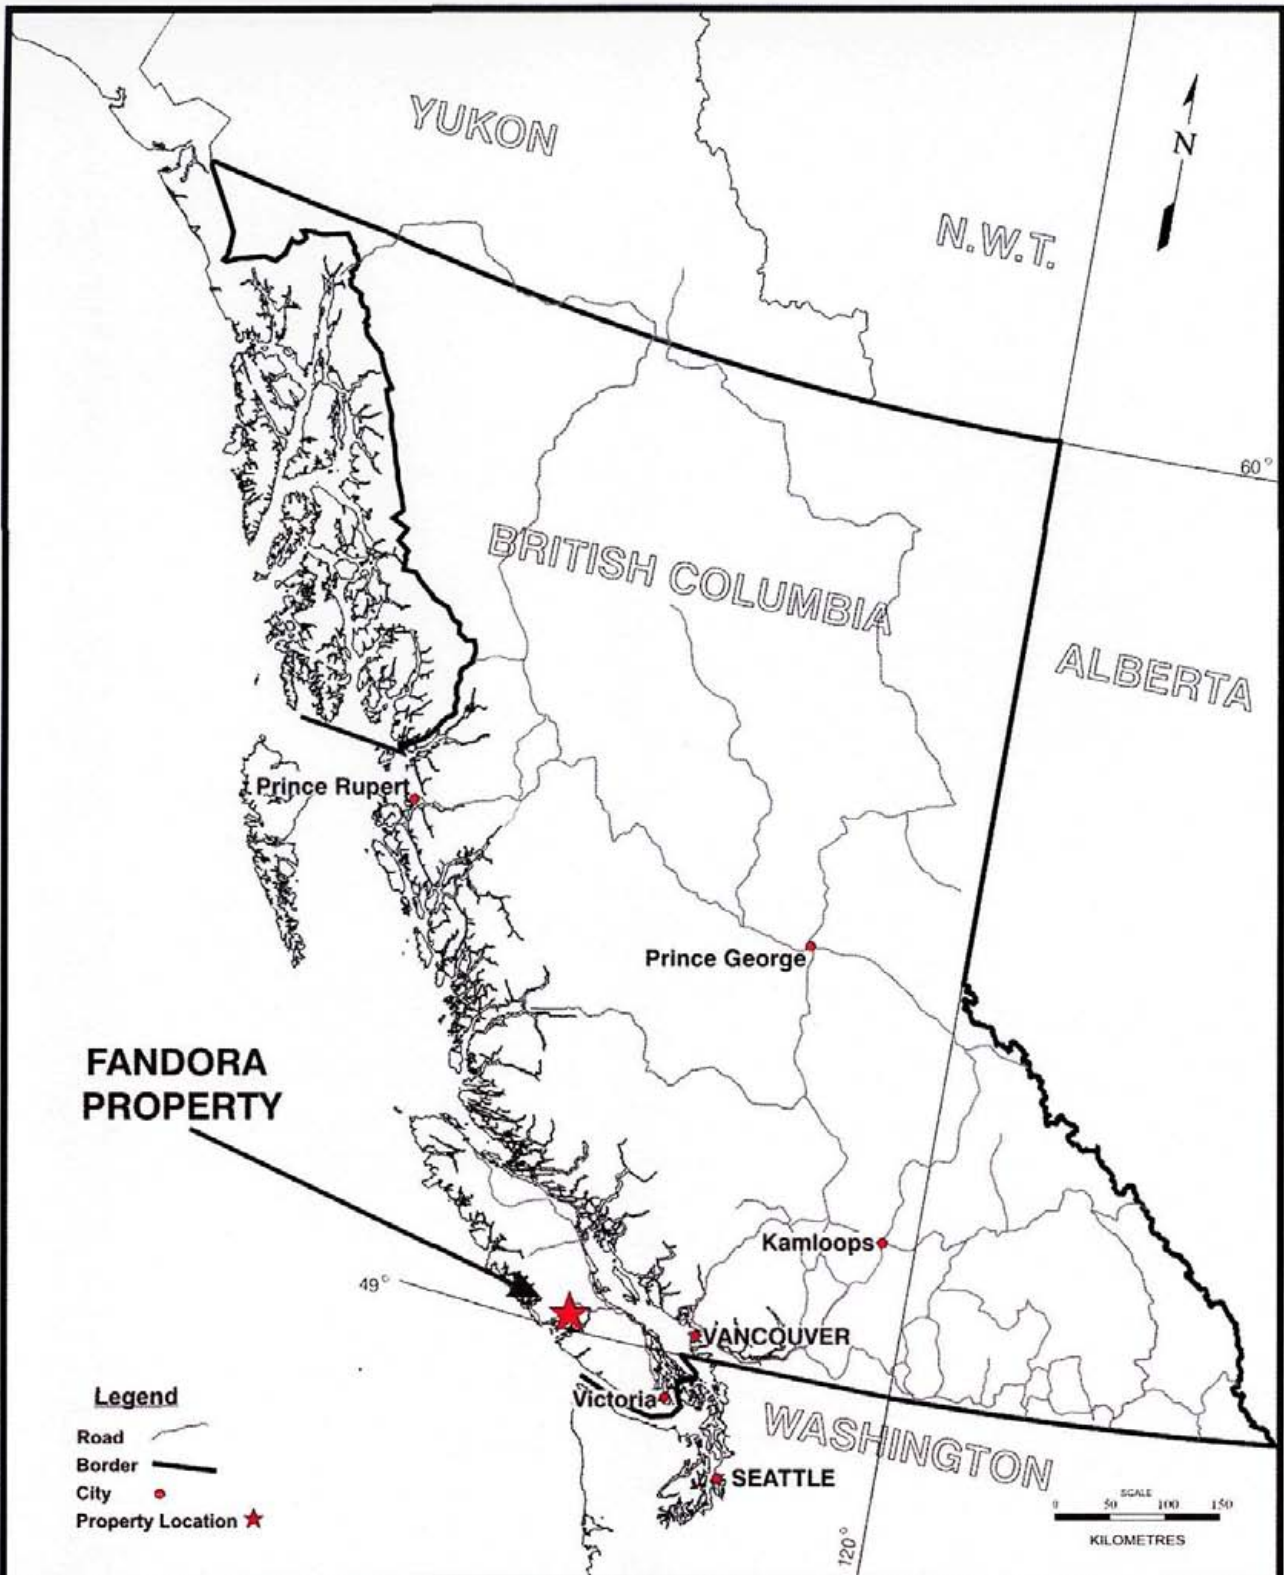 YUKON
N
N.W.T.
60°
BRITISH COLUMBIA
ALBERTA
Prince Rupert
Prince George
FANDORA
PROPERTY
Kamloops
49°
VANCOUVER
Victoria
WASHINGTON
SEATTLE
120°
Legend
Road
Border
City
Property Location
SCALE
0 50 100 150
KILOMETRES